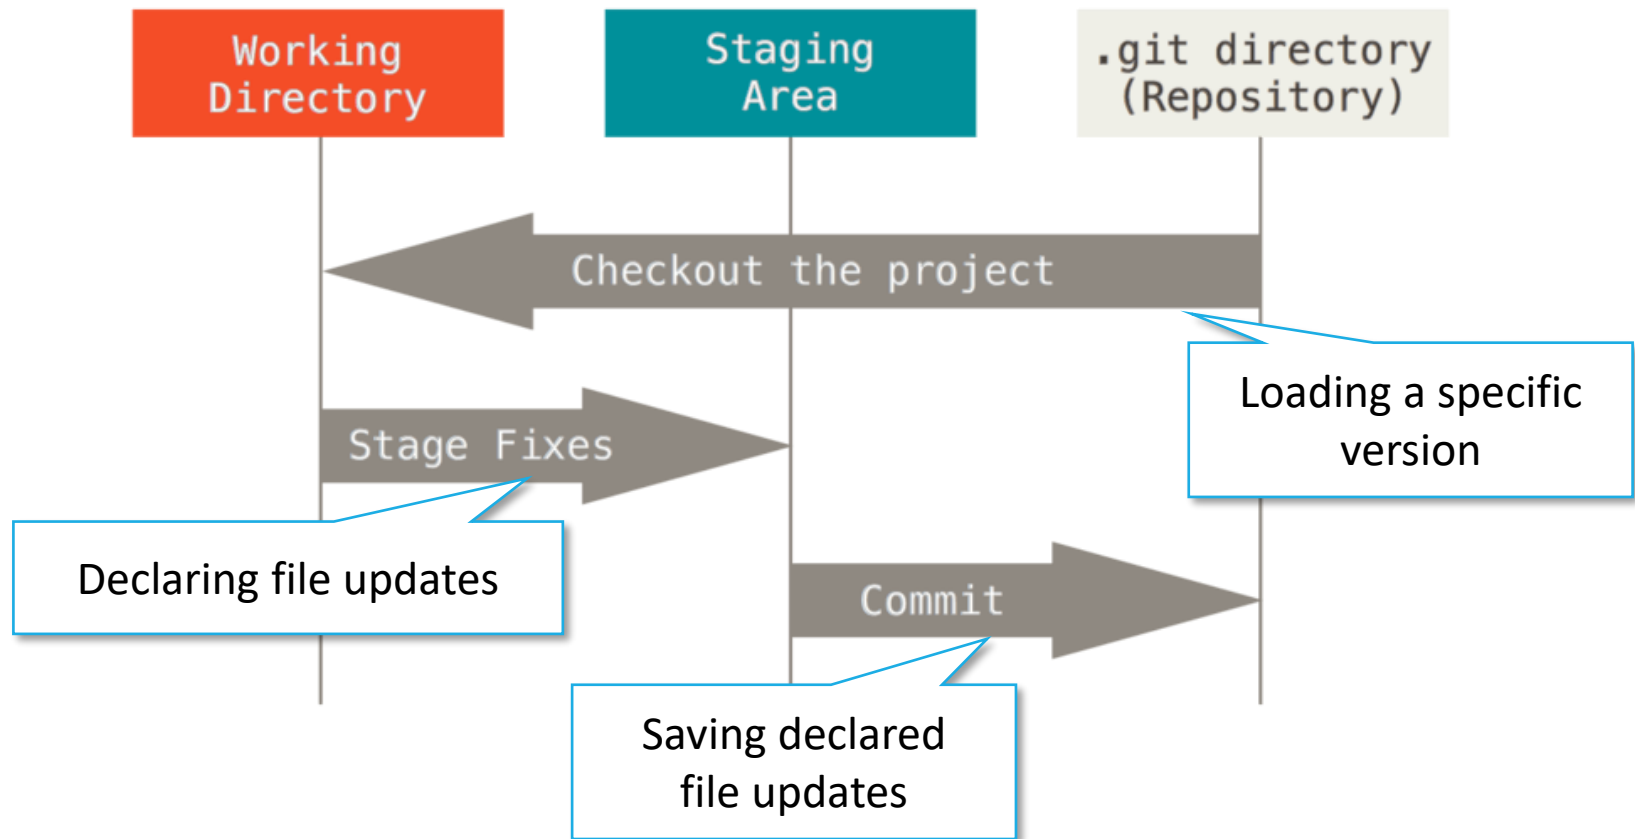 Working
Directory
Staging
Area
.git directory
(Repository)
Checkout the project
Loading a specific
version
Stage Fixes
Declaring file updates
Commit
Saving declared
file updates